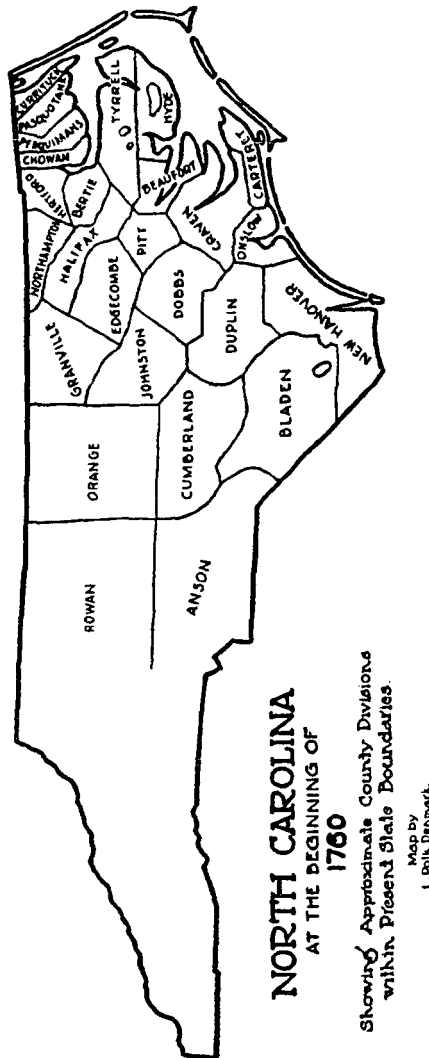 NORTH CAROLINA
AT THE BEGINNING OF
1760
Showing Approximate County Divisions
within Present State Boundaries.
Map by
L. Polk Denmark.
CURRITUCK
PASQUOTANK
PERQUIMANS
CHOWAN
HERTFORD
BERTIE
NORTHAMPTON
HALIFAX
TYRRELL
HYDE
BEAUFORT
PITT
EDGECOMBE
GRANVILLE
CRAVEN
CARTERET
ONSLOW
DOBBS
JOHNSTON
DUPLIN
NEW HANOVER
BLADEN
CUMBERLAND
ORANGE
ANSON
ROWAN